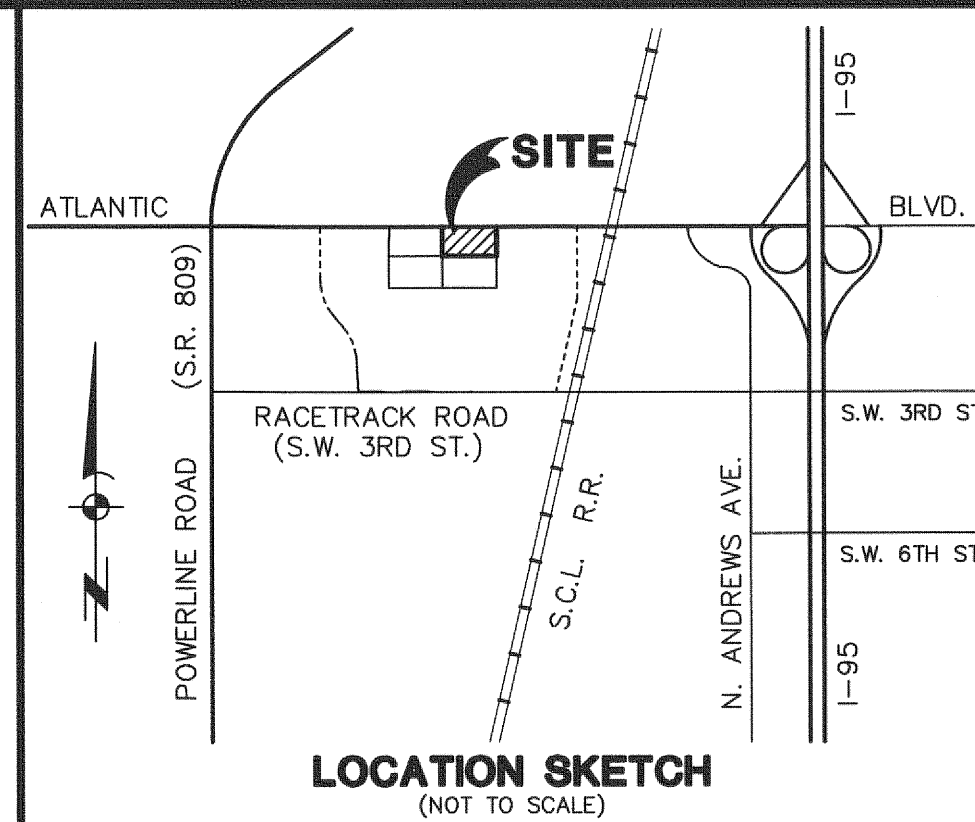 I-95
SITE
ATLANTIC
BLVD.
(S.R. 809)
RACETRACK ROAD
(S.W. 3RD ST.)
S.W. 3RD ST
POWERLINE ROAD
S.C.L. R.R.
N. ANDREWS AVE.
S.W. 6TH ST
I-95
N
LOCATION SKETCH
(NOT TO SCALE)